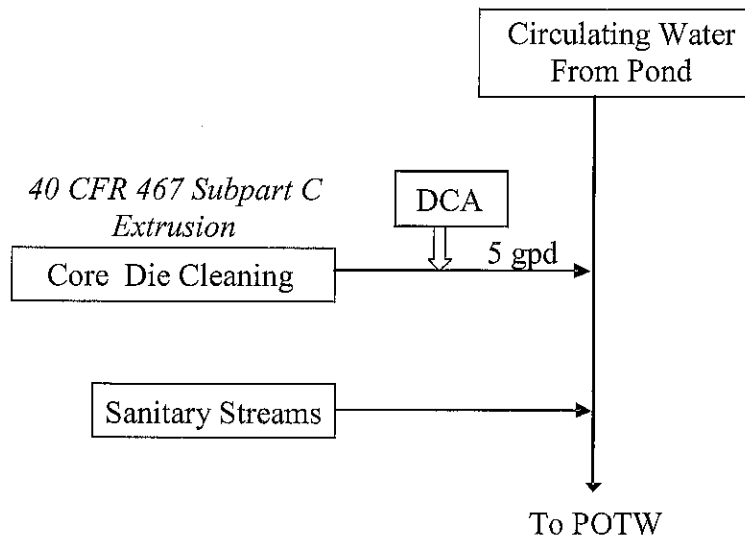 Circulating Water
From Pond
40 CFR 467 Subpart C
Extrusion
DCA
5 gpd
Core Die Cleaning
Sanitary Streams
To POTW